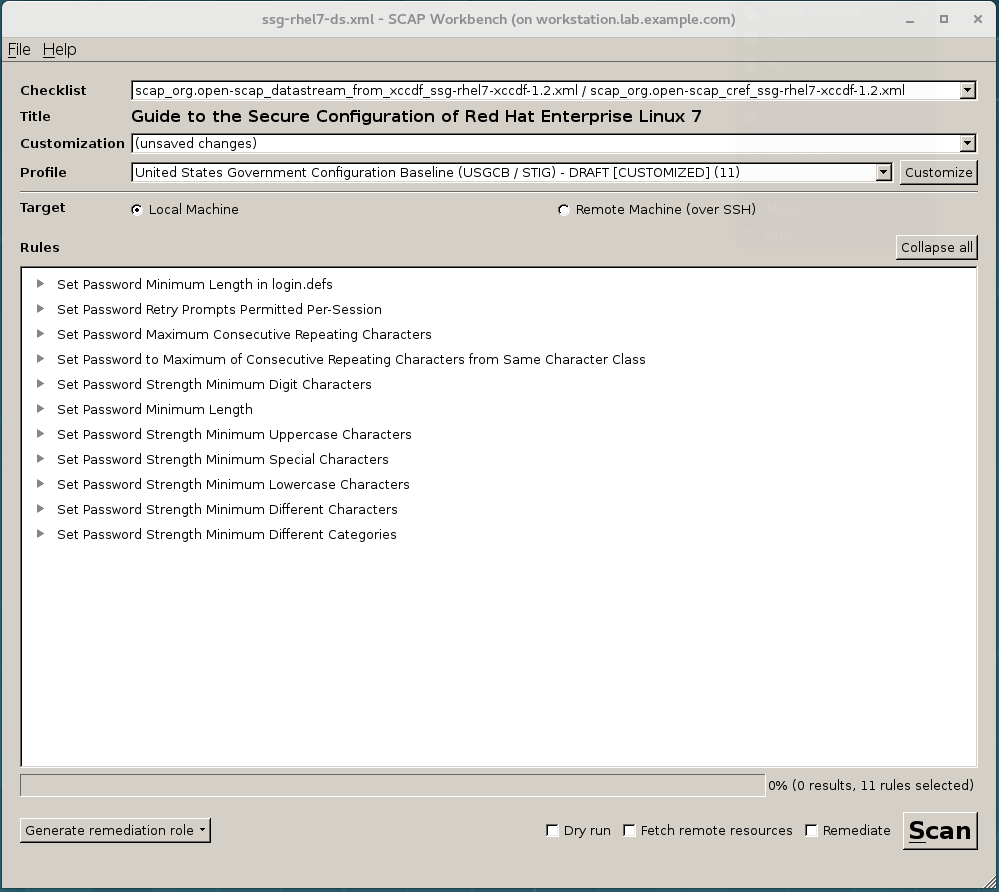 ssg-rhel7-ds.xml - SCAP Workbench (on workstation.lab.example.com)
File Help
Checklist scap_org.open-scap_datastream_from_xccdf_ssg-rhel7-xccdf-1.2.xml / scap_org.open-scap_cref_ssg-rhel7-xccdf-1.2.xml
Title Guide to the Secure Configuration of Red Hat Enterprise Linux 7
Customization (unsaved changes)
Profile United States Government Configuration Baseline (USGCB / STIG) - DRAFT [CUSTOMIZED] (11) Customize
Target Local Machine Remote Machine (over SSH)
Rules Collapse all
Set Password Minimum Length in login.defs
Set Password Retry Prompts Permitted Per-Session
Set Password Maximum Consecutive Repeating Characters
Set Password to Maximum of Consecutive Repeating Characters from Same Character Class
Set Password Strength Minimum Digit Characters
Set Password Minimum Length
Set Password Strength Minimum Uppercase Characters
Set Password Strength Minimum Special Characters
Set Password Strength Minimum Lowercase Characters
Set Password Strength Minimum Different Characters
Set Password Strength Minimum Different Categories
0% (0 results, 11 rules selected)
Generate remediation role Dry run Fetch remote resources Remediate Scan